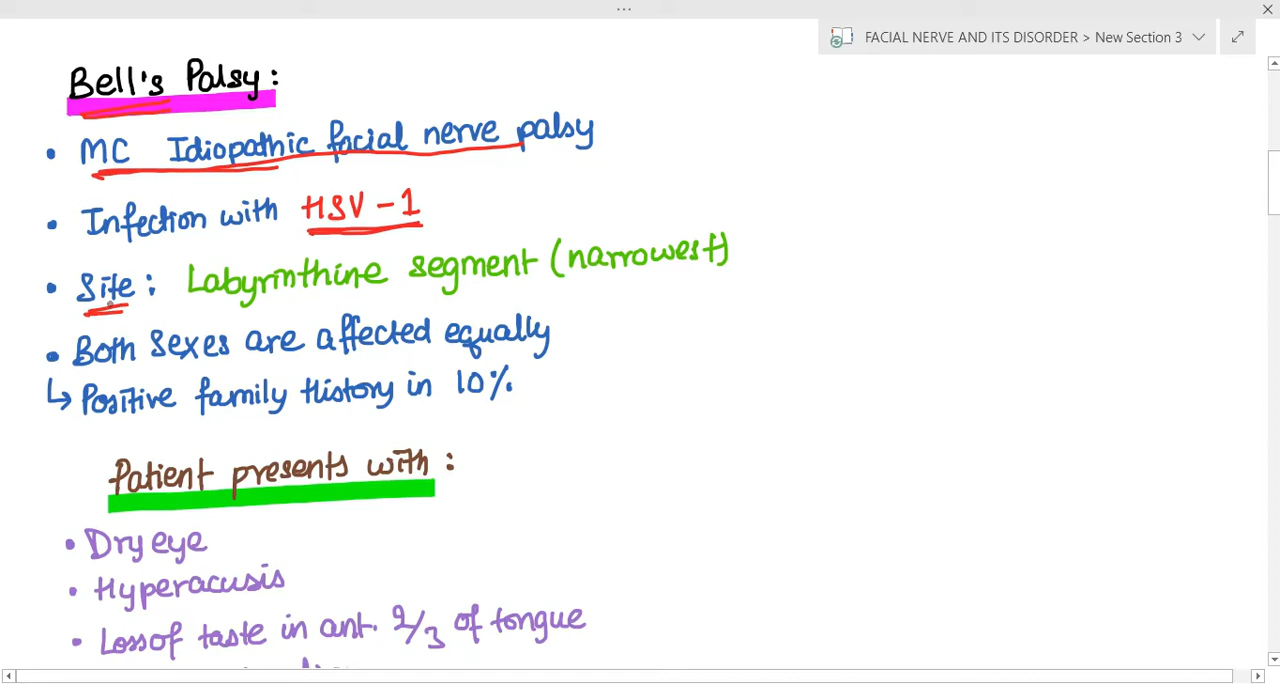 FACIAL NERVE AND ITS DISORDER > New Section 3
Bell's Palsy:
• MC Idiopathic facial nerve palsy
• Infection with HSV-1
• Site: Labyrinthine segment (narrowest)
• Both Sexes are affected equally
↳ Positive family History in 10%
Patient presents with:
• Dry eye
• Hyperacusis
• Loss of taste in ant. 2/3 of tongue